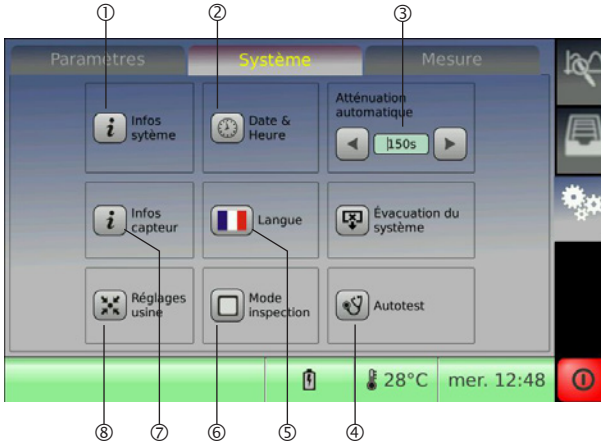 ① ② ③
Paramètres Système Mesure
Infos
sytème
Date &
Heure
Atténuation
automatique
150s
Infos
capteur
Langue
Évacuation du
système
Réglages
usine
Mode
inspection
Autotest
28°C mer. 12:48
⑧ ⑦ ⑥ ⑤ ④